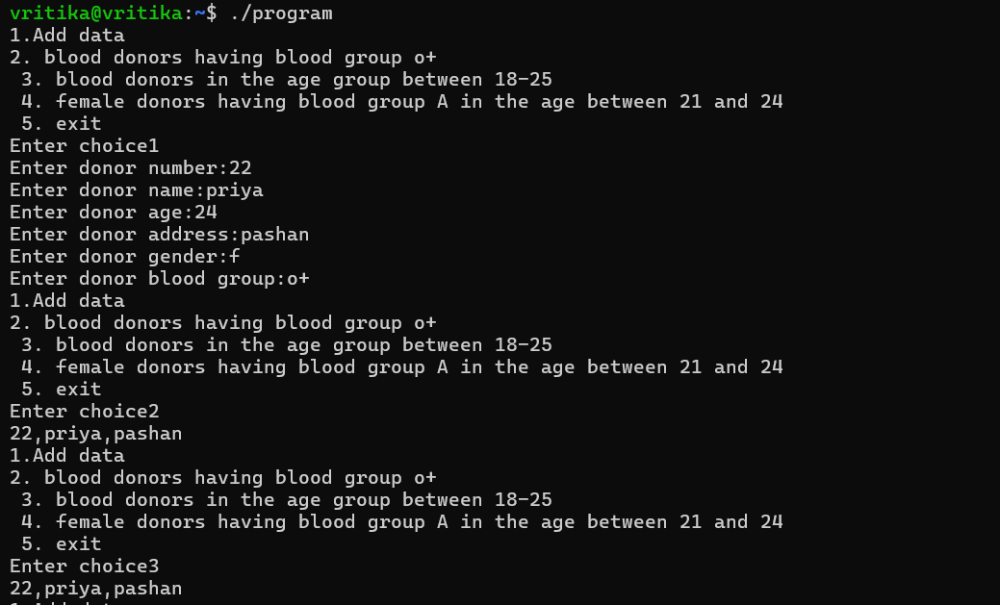 vritika@vritika:~$ ./program
1.Add data
2. blood donors having blood group o+
 3. blood donors in the age group between 18-25
 4. female donors having blood group A in the age between 21 and 24
 5. exit
Enter choice1
Enter donor number:22
Enter donor name:priya
Enter donor age:24
Enter donor address:pashan
Enter donor gender:f
Enter donor blood group:o+
1.Add data
2. blood donors having blood group o+
 3. blood donors in the age group between 18-25
 4. female donors having blood group A in the age between 21 and 24
 5. exit
Enter choice2
22,priya,pashan
1.Add data
2. blood donors having blood group o+
 3. blood donors in the age group between 18-25
 4. female donors having blood group A in the age between 21 and 24
 5. exit
Enter choice3
22,priya,pashan